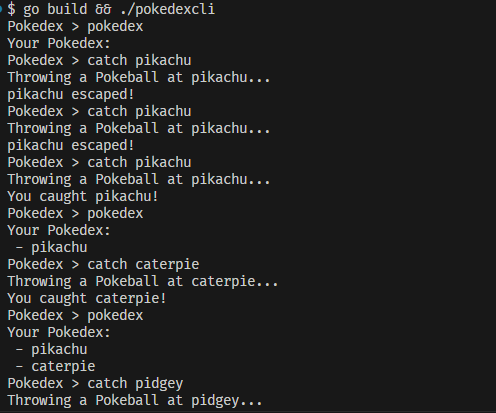 $ go build && ./pokedexcli
Pokedex > pokedex
Your Pokedex:
Pokedex > catch pikachu
Throwing a Pokeball at pikachu...
pikachu escaped!
Pokedex > catch pikachu
Throwing a Pokeball at pikachu...
pikachu escaped!
Pokedex > catch pikachu
Throwing a Pokeball at pikachu...
You caught pikachu!
Pokedex > pokedex
Your Pokedex:
 - pikachu
Pokedex > catch caterpie
Throwing a Pokeball at caterpie...
You caught caterpie!
Pokedex > pokedex
Your Pokedex:
 - pikachu
 - caterpie
Pokedex > catch pidgey
Throwing a Pokeball at pidgey...